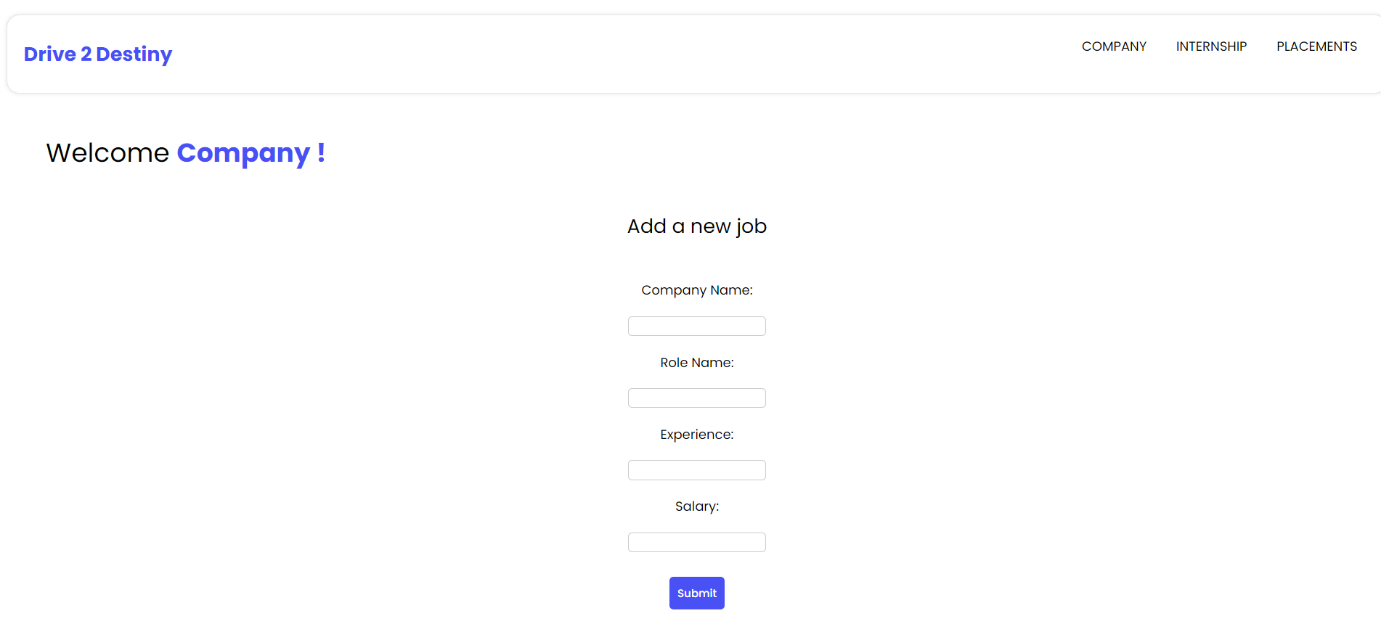 Drive 2 Destiny
COMPANY INTERNSHIP PLACEMENTS
Welcome Company !
Add a new job
Company Name:
Role Name:
Experience:
Salary:
Submit